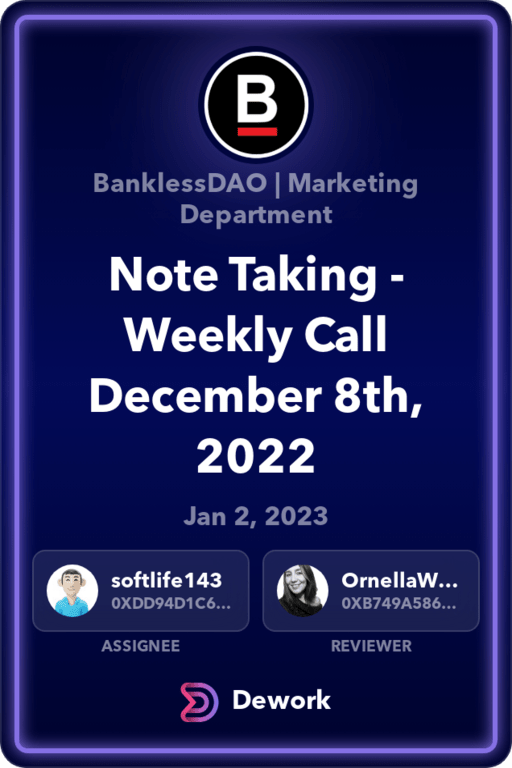 B
BanklessDAO | Marketing
Department
Note Taking -
Weekly Call
December 8th,
2022
Jan 2, 2023
softlife143
0XDD94D1C6...
OrnellaW...
0XB749A586...
ASSIGNEE
REVIEWER
Dework